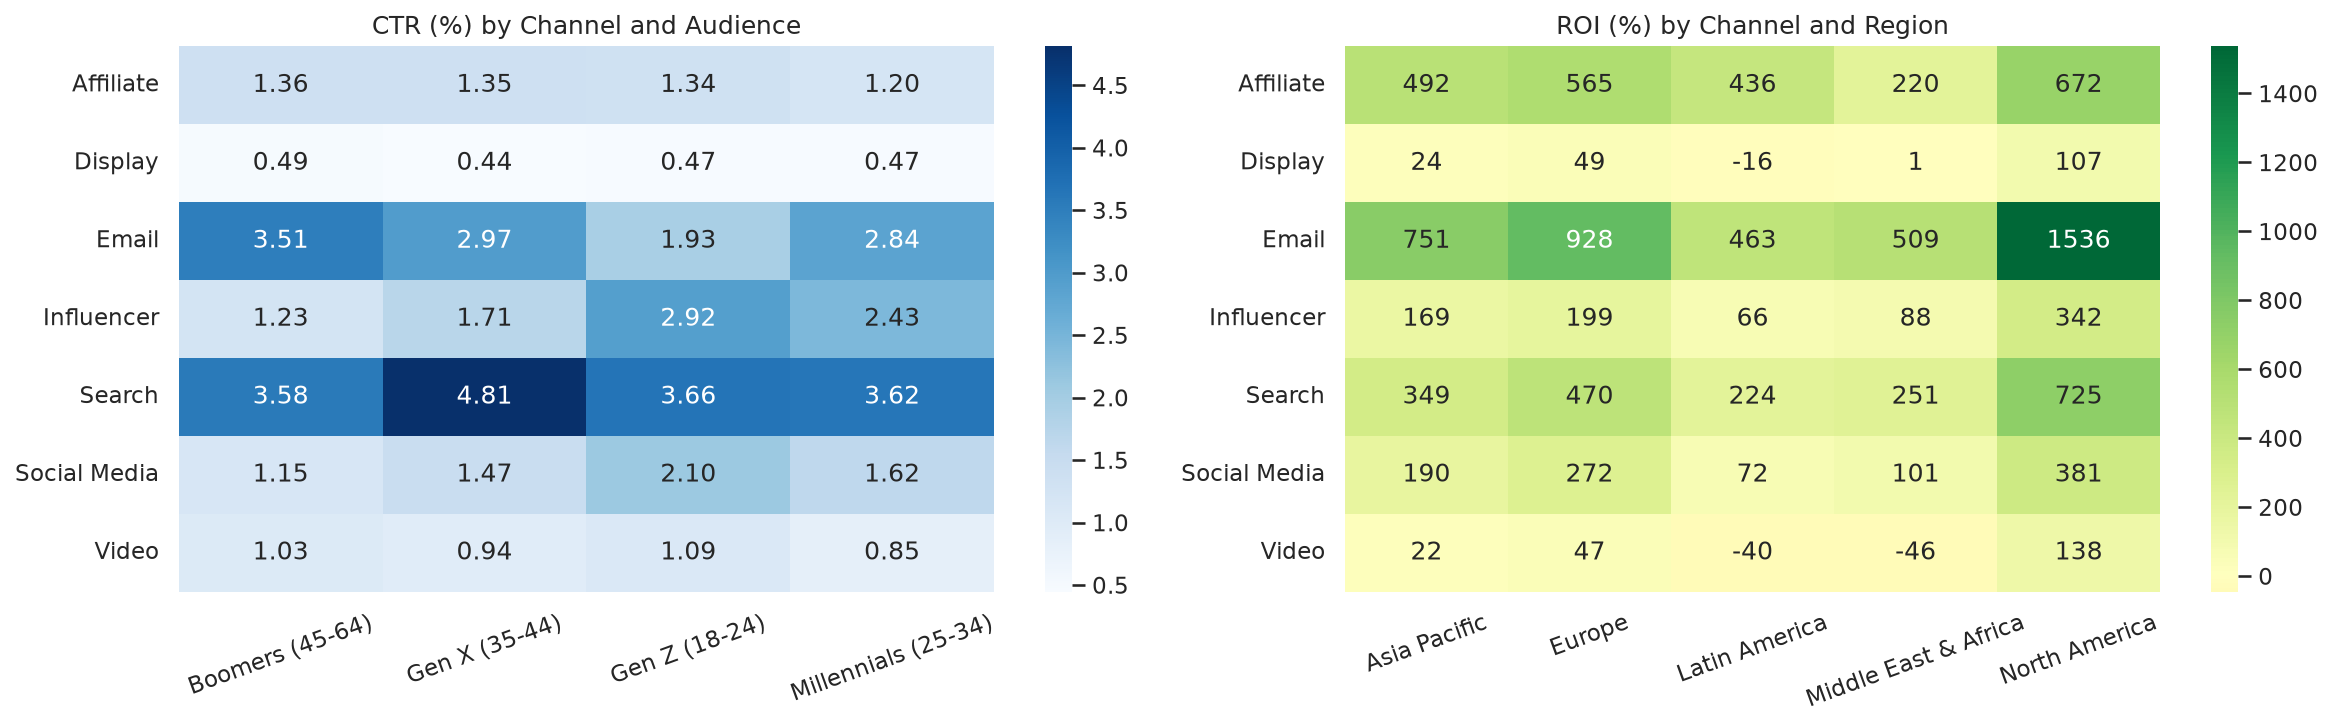 CTR (%) by Channel and Audience
Affiliate 1.36 1.35 1.34 1.20
Display 0.49 0.44 0.47 0.47
Email 3.51 2.97 1.93 2.84
Influencer 1.23 1.71 2.92 2.43
Search 3.58 4.81 3.66 3.62
Social Media 1.15 1.47 2.10 1.62
Video 1.03 0.94 1.09 0.85
Boomers (45-64) Gen X (35-44) Gen Z (18-24) Millennials (25-34)
4.5
4.0
3.5
3.0
2.5
2.0
1.5
1.0
0.5
ROI (%) by Channel and Region
Affiliate 492 565 436 220 672
Display 24 49 -16 1 107
Email 751 928 463 509 1536
Influencer 169 199 66 88 342
Search 349 470 224 251 725
Social Media 190 272 72 101 381
Video 22 47 -40 -46 138
Asia Pacific Europe Latin America Middle East & Africa North America
1400
1200
1000
800
600
400
200
0